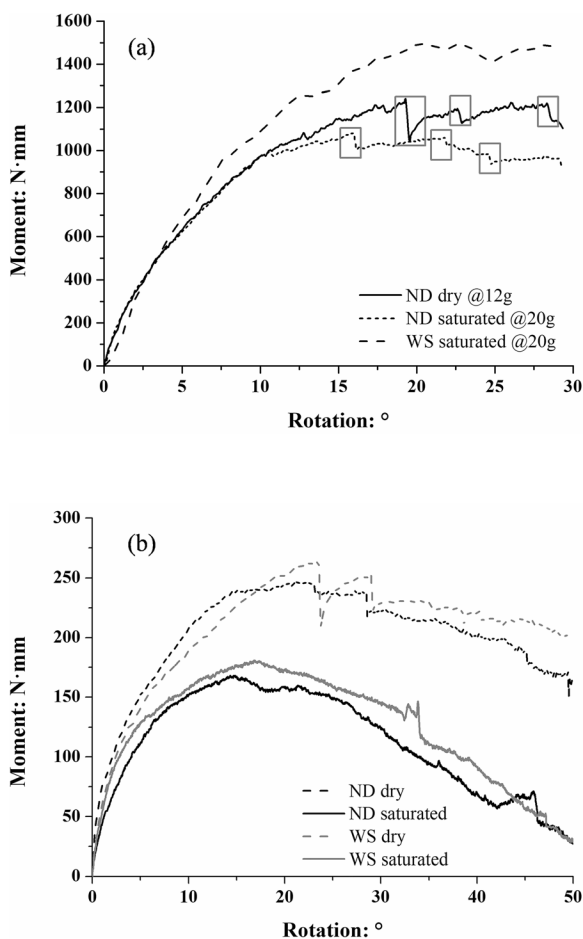 (a)
1600
1400
1200
1000
800
600
400
200
0
Moment: N·mm
ND dry @12g
ND saturated @20g
WS saturated @20g
0 5 10 15 20 25 30
Rotation: °
(b)
300
250
200
150
100
50
0
Moment: N·mm
ND dry
ND saturated
WS dry
WS saturated
0 10 20 30 40 50
Rotation: °